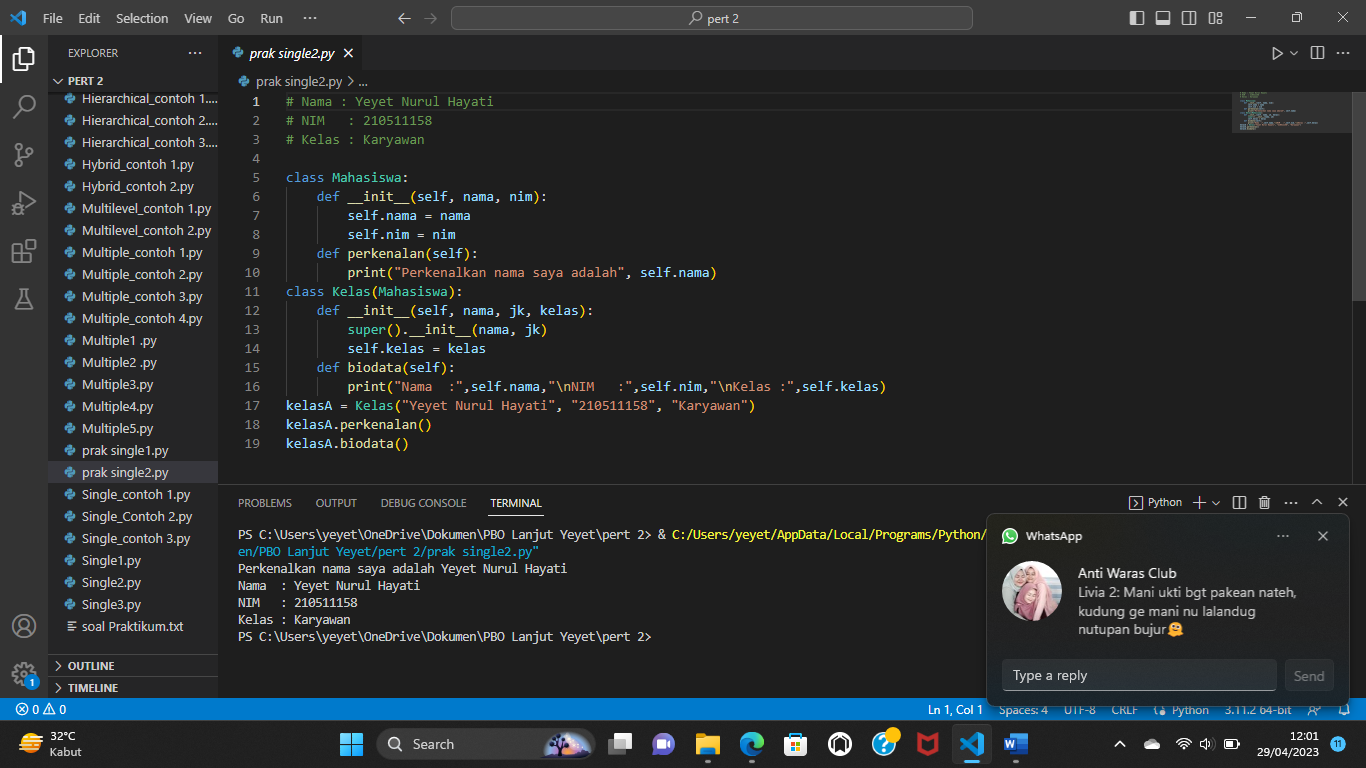 File Edit Selection View Go Run ···
pert 2
EXPLORER ···
PERT 2
Hierarchical_contoh 1....
Hierarchical_contoh 2....
Hierarchical_contoh 3....
Hybrid_contoh 1.py
Hybrid_contoh 2.py
Multilevel_contoh 1.py
Multilevel_contoh 2.py
Multiple_contoh 1.py
Multiple_contoh 2.py
Multiple_contoh 3.py
Multiple_contoh 4.py
Multiple1 .py
Multiple2 .py
Multiple3.py
Multiple4.py
Multiple5.py
prak single1.py
prak single2.py
Single_contoh 1.py
Single_Contoh 2.py
Single_contoh 3.py
Single1.py
Single2.py
Single3.py
soal Praktikum.txt
OUTLINE
TIMELINE
1
prak single2.py
prak single2.py > ...
1 # Nama : Yeyet Nurul Hayati
2 # NIM   : 210511158
3 # Kelas : Karyawan
4
5 class Mahasiswa:
6     def __init__(self, nama, nim):
7         self.nama = nama
8         self.nim = nim
9     def perkenalan(self):
10         print("Perkenalkan nama saya adalah", self.nama)
11 class Kelas(Mahasiswa):
12     def __init__(self, nama, jk, kelas):
13         super().__init__(nama, jk)
14         self.kelas = kelas
15     def biodata(self):
16         print("Nama  :",self.nama,"\nNIM   :",self.nim,"\nKelas :",self.kelas)
17 kelasA = Kelas("Yeyet Nurul Hayati", "210511158", "Karyawan")
18 kelasA.perkenalan()
19 kelasA.biodata()
PROBLEMS OUTPUT DEBUG CONSOLE TERMINAL
Python
PS C:\Users\yeyet\OneDrive\Dokumen\PBO Lanjut Yeyet\pert 2> & C:/Users/yeyet/AppData/Local/Programs/Python/
en/PBO Lanjut Yeyet/pert 2/prak single2.py"
Perkenalkan nama saya adalah Yeyet Nurul Hayati
Nama  : Yeyet Nurul Hayati
NIM   : 210511158
Kelas : Karyawan
PS C:\Users\yeyet\OneDrive\Dokumen\PBO Lanjut Yeyet\pert 2>
WhatsApp
Anti Waras Club
Livia 2: Mani ukti bgt pakean nateh,
kudung ge mani nu lalandug
nutupan bujur🤗
Type a reply
Send
0 0
Ln 1, Col 1 Spaces: 4 UTF-8 CRLF Python 3.11.2 64-bit
32°C
Kabut
Search
12:01
29/04/2023
11